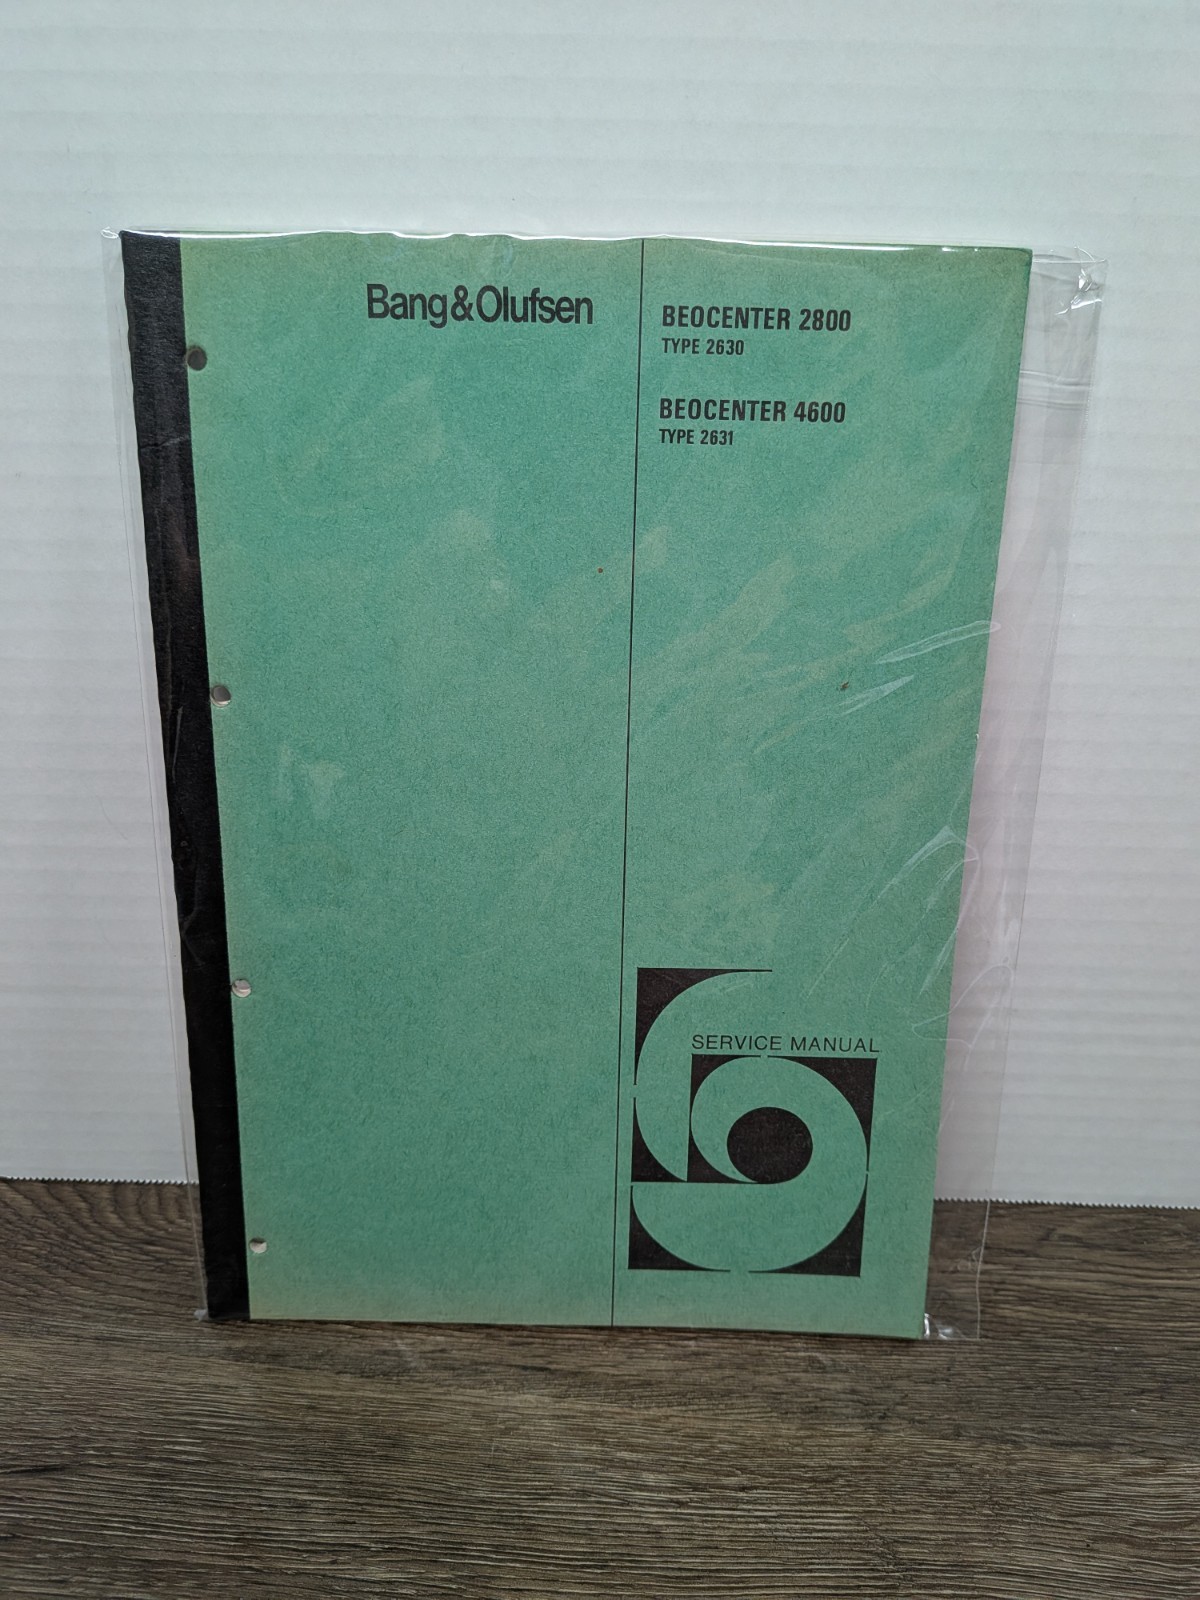 Bang&Olufsen
BEOCENTER 2800
TYPE 2630
BEOCENTER 4600
TYPE 2631
SERVICE MANUAL